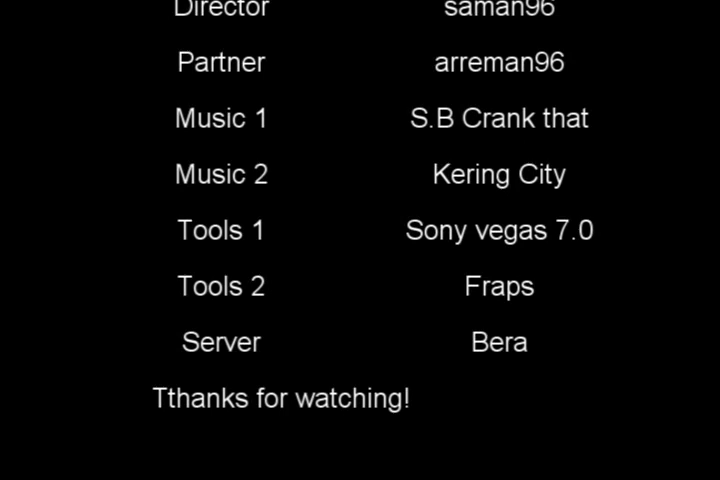 Director saman96
Partner arreman96
Music 1 S.B Crank that
Music 2 Kering City
Tools 1 Sony vegas 7.0
Tools 2 Fraps
Server Bera
Tthanks for watching!